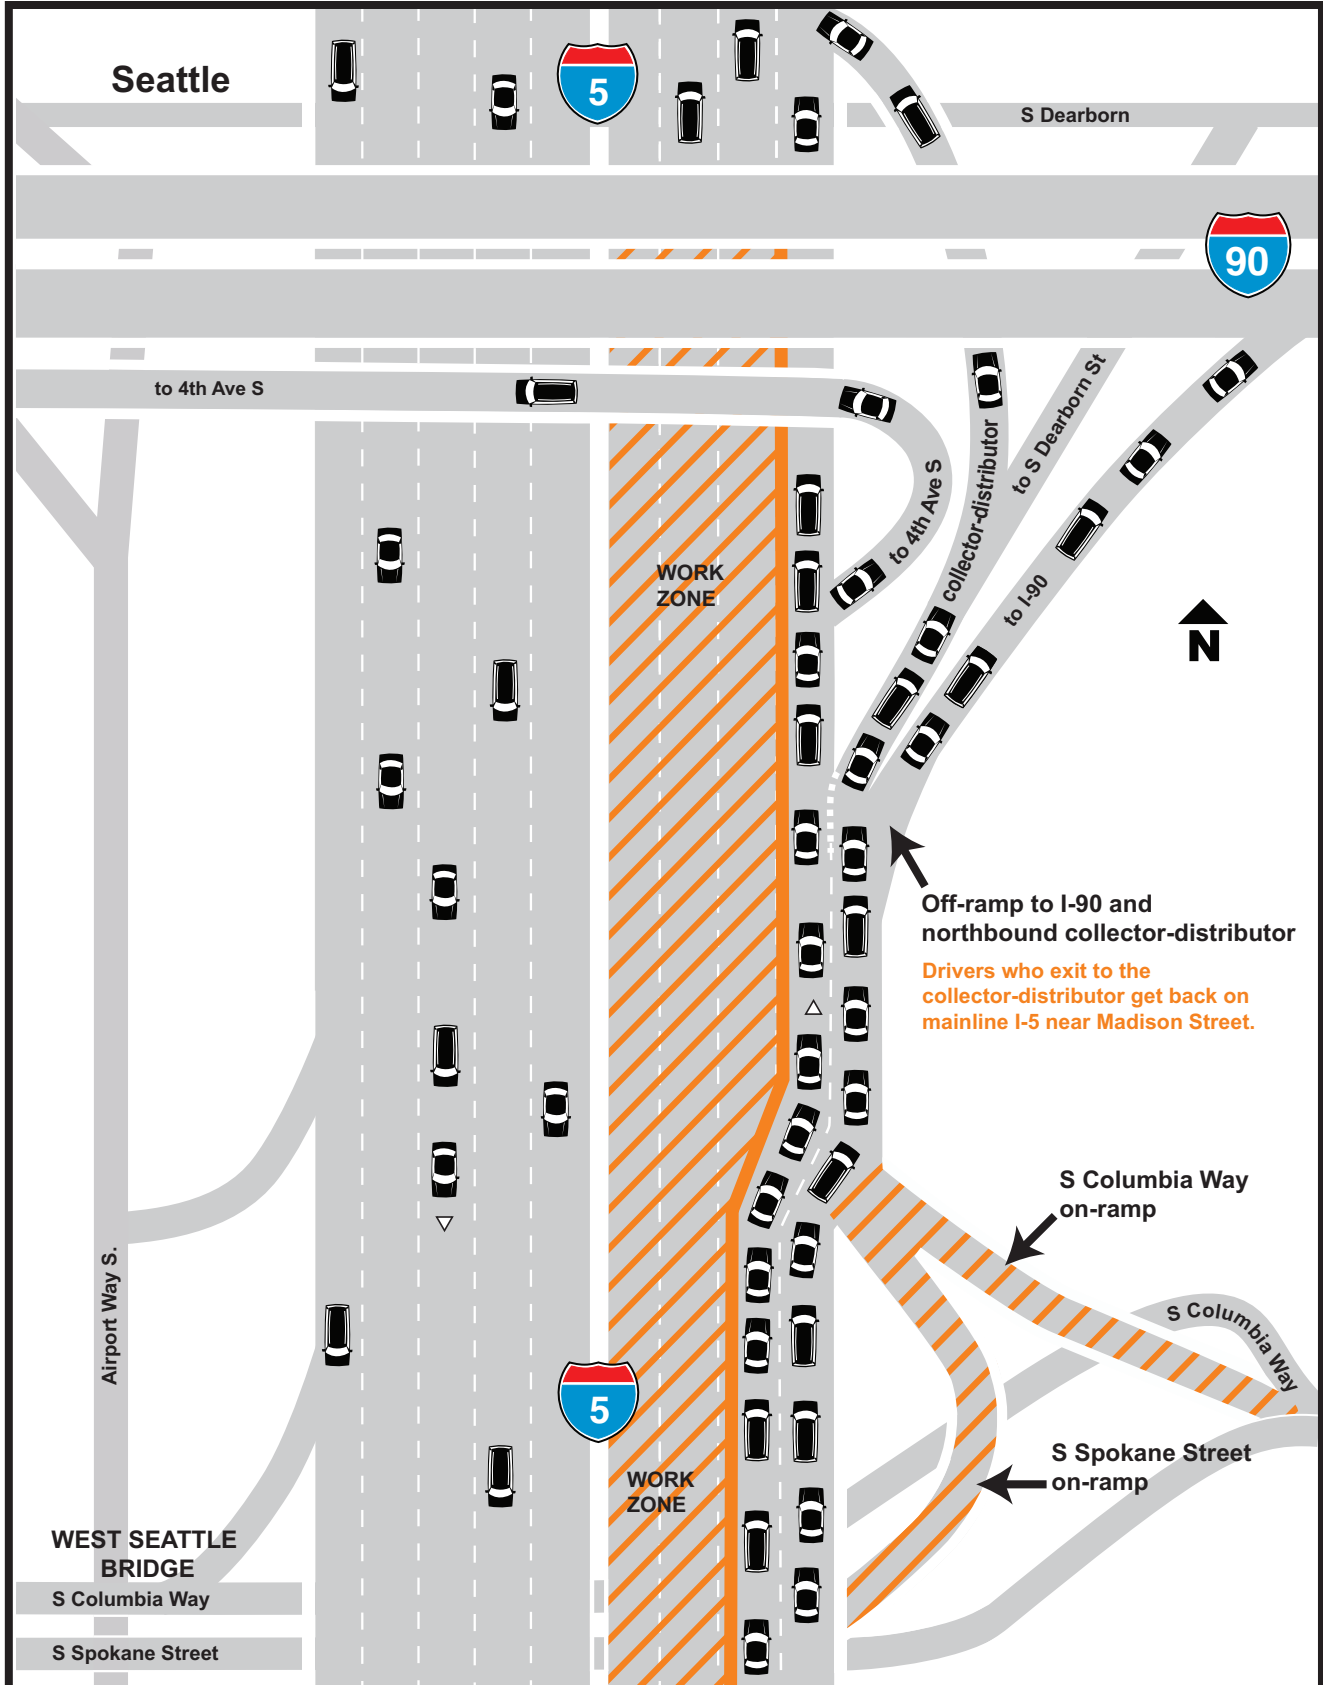 Seattle
5
S Dearborn
90
to 4th Ave S
to S Dearborn St
collector-distributor
to 4th Ave S
to I-90
WORK
ZONE
N
Off-ramp to I-90 and
northbound collector-distributor
Drivers who exit to the
collector-distributor get back on
mainline I-5 near Madison Street.
S Columbia Way
on-ramp
S Columbia Way
Airport Way S.
5
S Spokane Street
on-ramp
WORK
ZONE
WEST SEATTLE
BRIDGE
S Columbia Way
S Spokane Street